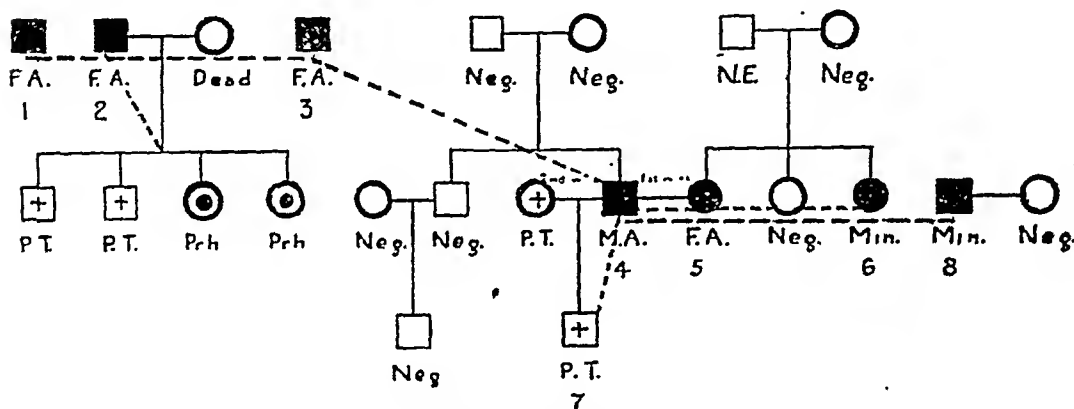 F.A. F.A. Dead F.A. Neg. Neg. N.E. Neg.
1 2 3
+ + + +
P.T. P.T. Prh Prh Neg. Neg. P.T. M.A. F.A. Neg. Min. Min. Neg.
4 5 6 8
+
Neg P.T.
7